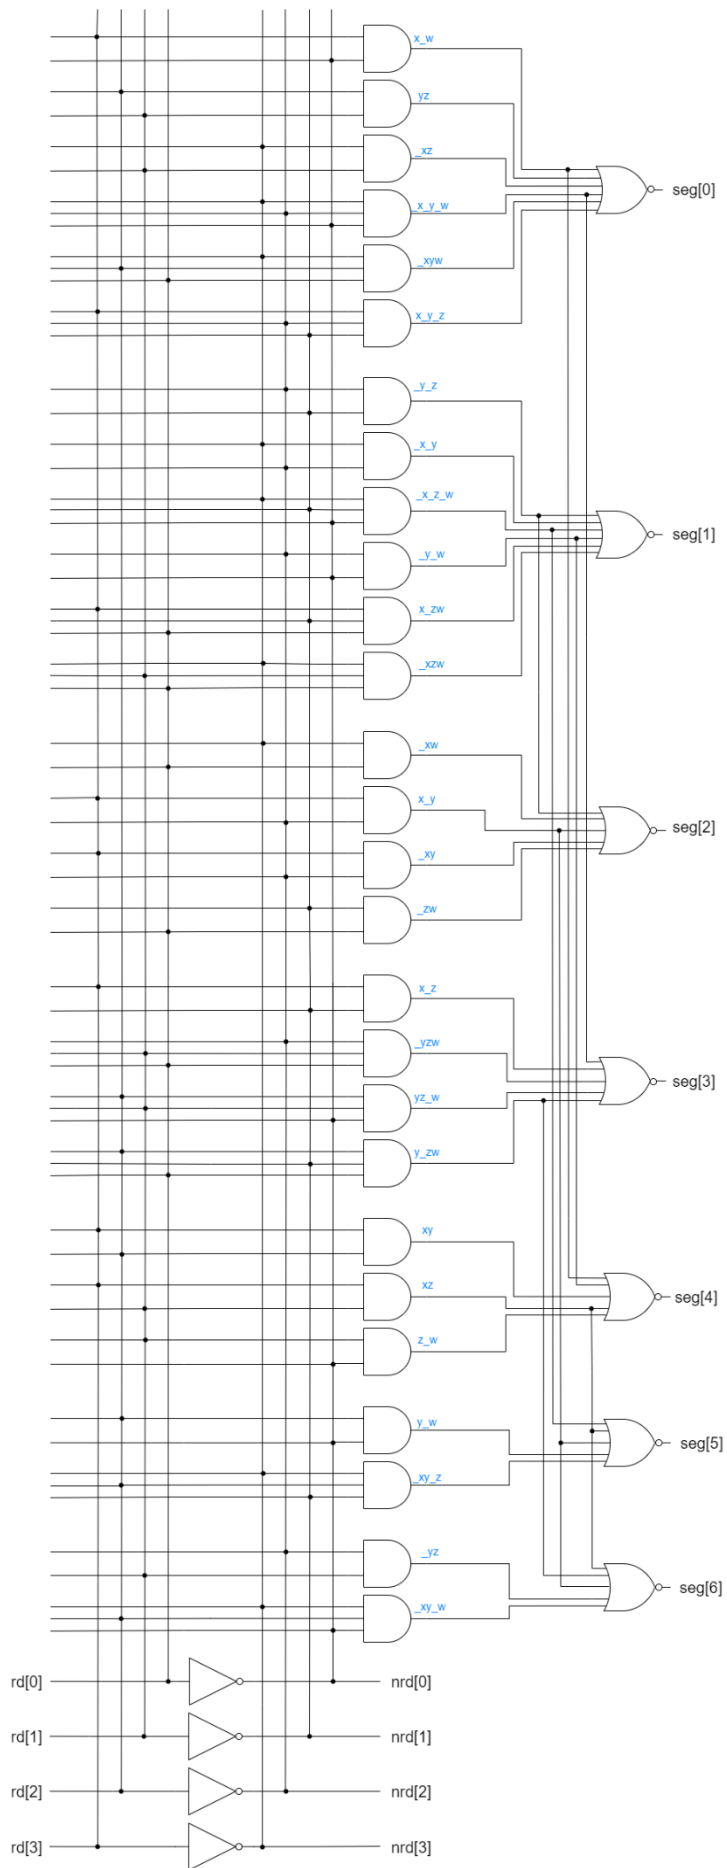 x_w
yz
_xz
_x_y_w
_xyw
x_y_z
seg[0]
_y_z
_x_y
_x_z_w
_y_w
x_zw
_xzw
seg[1]
_xw
x_y
_xy
_zw
seg[2]
x_z
_yzw
yz_w
y_zw
seg[3]
xy
xz
z_w
seg[4]
y_w
_xy_z
seg[5]
_yz
_xy_w
seg[6]
rd[0] nrd[0]
rd[1] nrd[1]
rd[2] nrd[2]
rd[3] nrd[3]